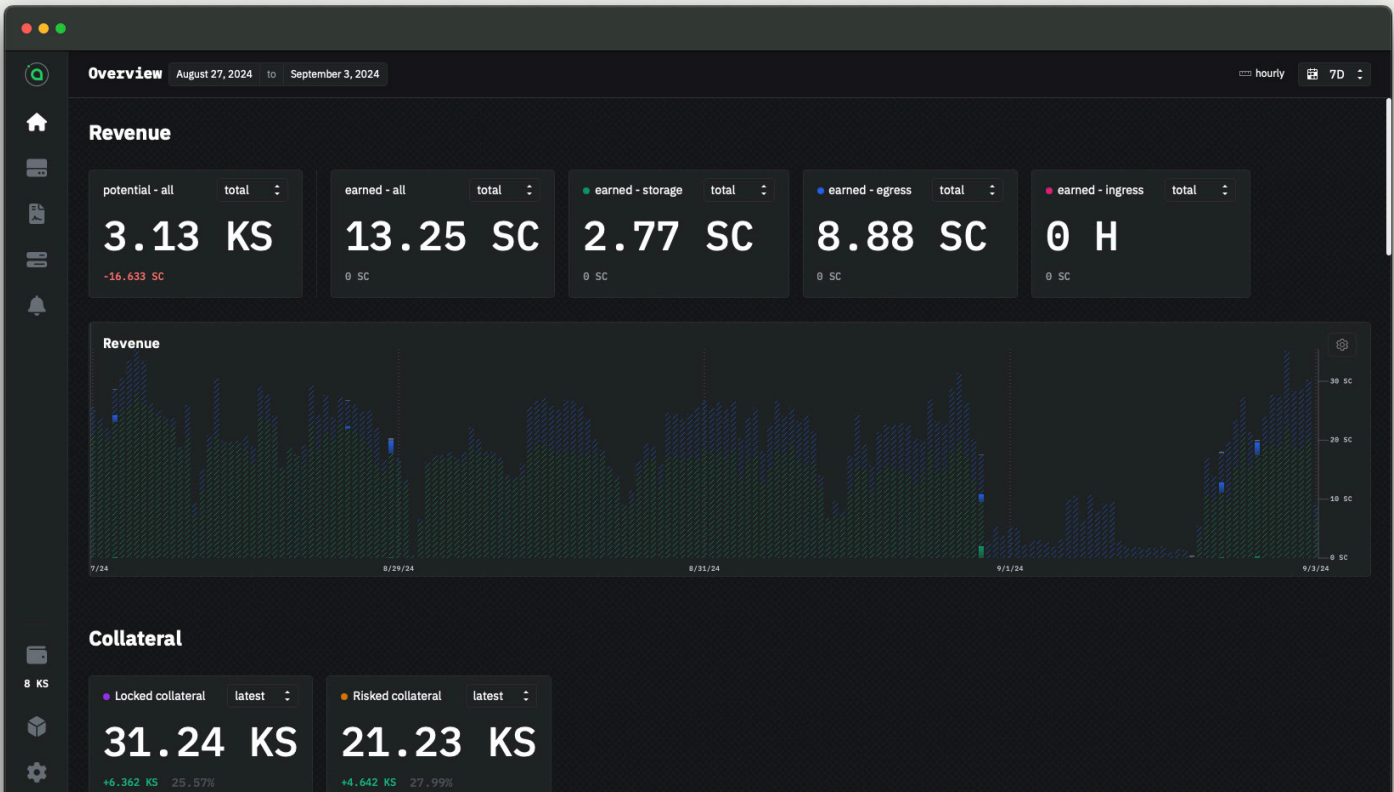 Overview August 27, 2024 to September 3, 2024 hourly 7D
Revenue
potential - all total
3.13 KS
-16.633 SC
earned - all total
13.25 SC
0 SC
earned - storage total
2.77 SC
0 SC
earned - egress total
8.88 SC
0 SC
earned - ingress total
0 H
0 SC
Revenue
30 SC
20 SC
10 SC
0 SC
7/24 8/29/24 8/31/24 9/1/24 9/3/24
Collateral
8 KS
Locked collateral latest
31.24 KS
+6.362 KS 25.57%
Risked collateral latest
21.23 KS
+4.642 KS 27.99%